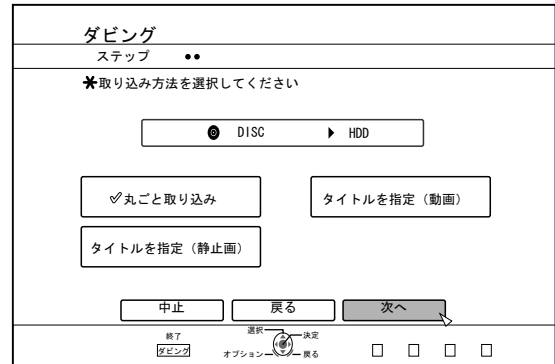 ダビング
ステップ ••
*取り込み方法を選択してください
DISC ▶ HDD
✓丸ごと取り込み
タイトルを指定（動画）
タイトルを指定（静止画）
中止
戻る
次へ
終了
ダビング
選択
決定
オプション
戻る